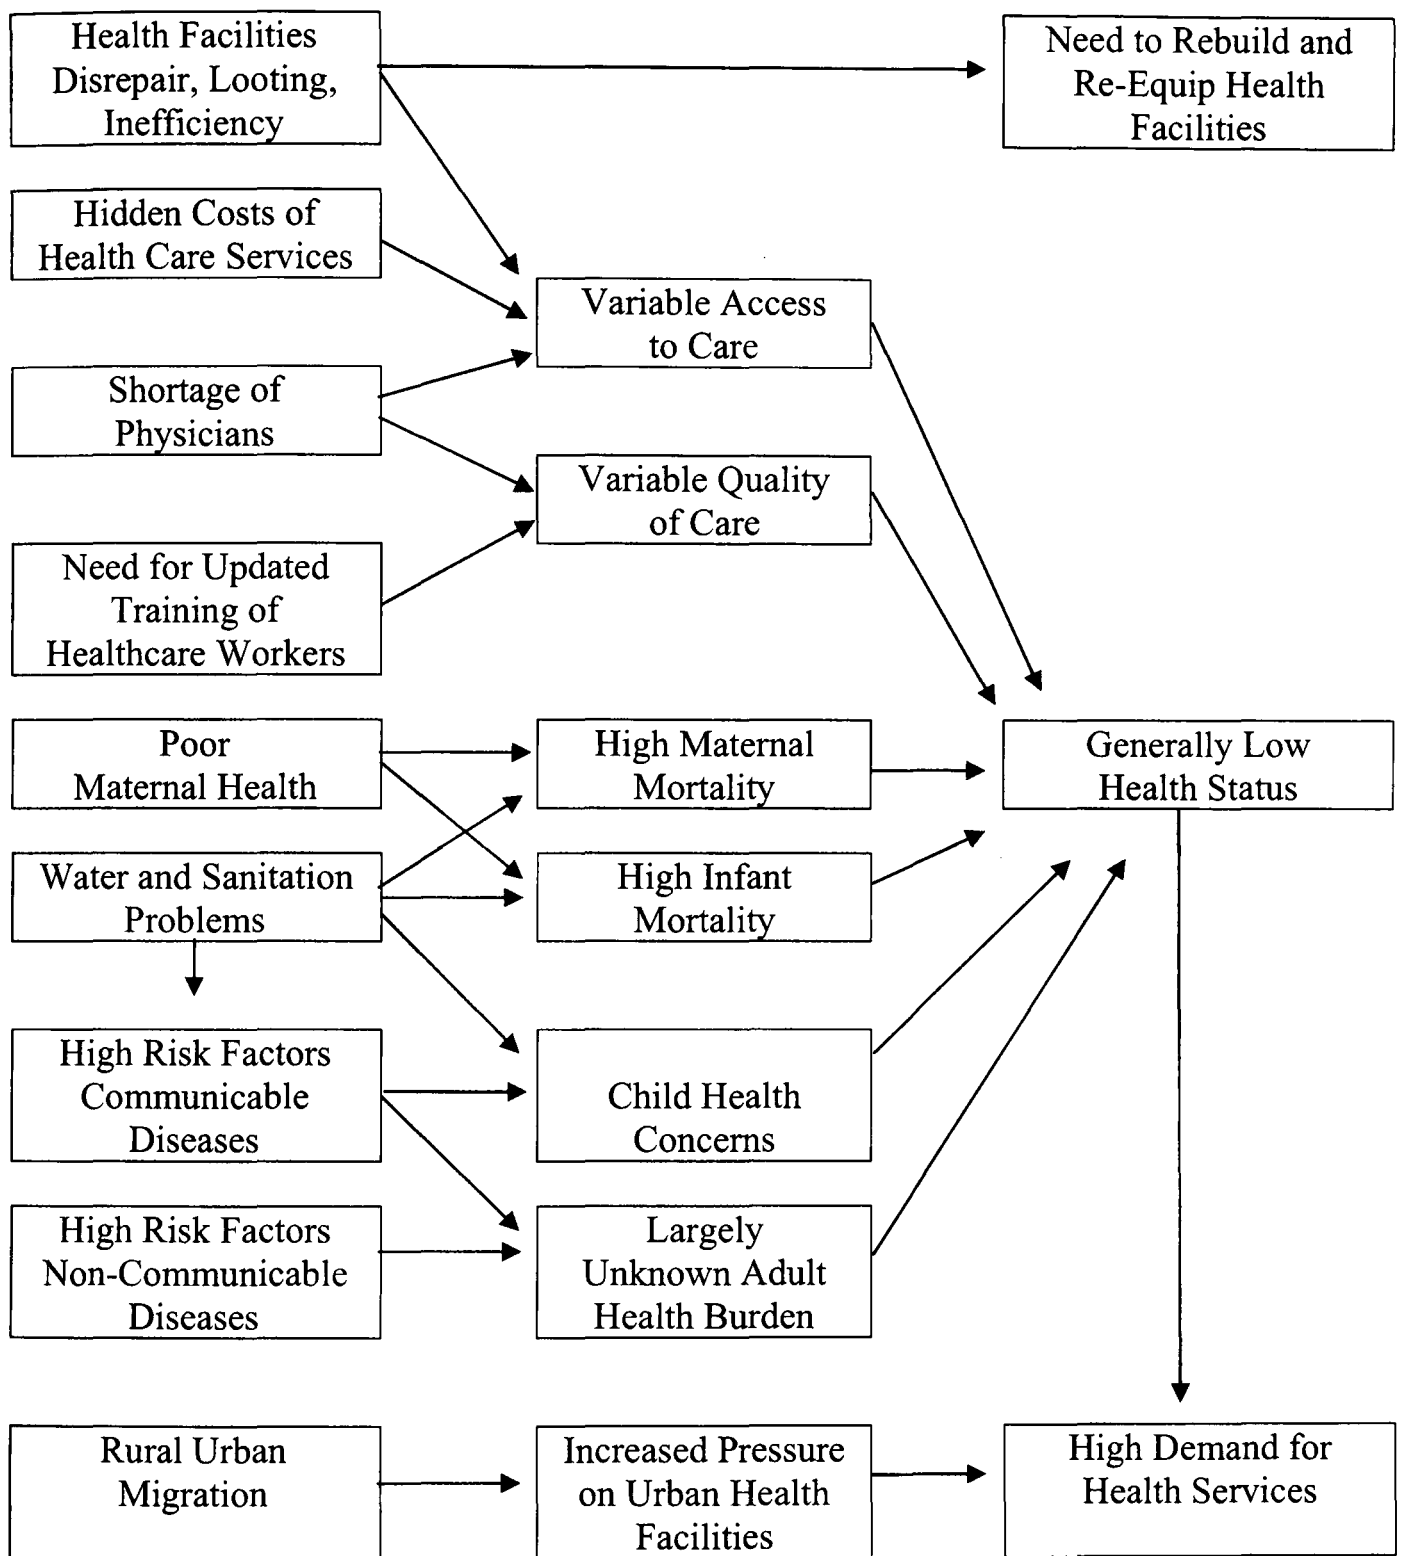 Health Facilities
Disrepair, Looting,
Inefficiency
Need to Rebuild and
Re-Equip Health
Facilities
Hidden Costs of
Health Care Services
Variable Access
to Care
Shortage of
Physicians
Variable Quality
of Care
Need for Updated
Training of
Healthcare Workers
Poor
Maternal Health
High Maternal
Mortality
Generally Low
Health Status
Water and Sanitation
Problems
High Infant
Mortality
High Risk Factors
Communicable
Diseases
Child Health
Concerns
High Risk Factors
Non-Communicable
Diseases
Largely
Unknown Adult
Health Burden
Rural Urban
Migration
Increased Pressure
on Urban Health
Facilities
High Demand for
Health Services